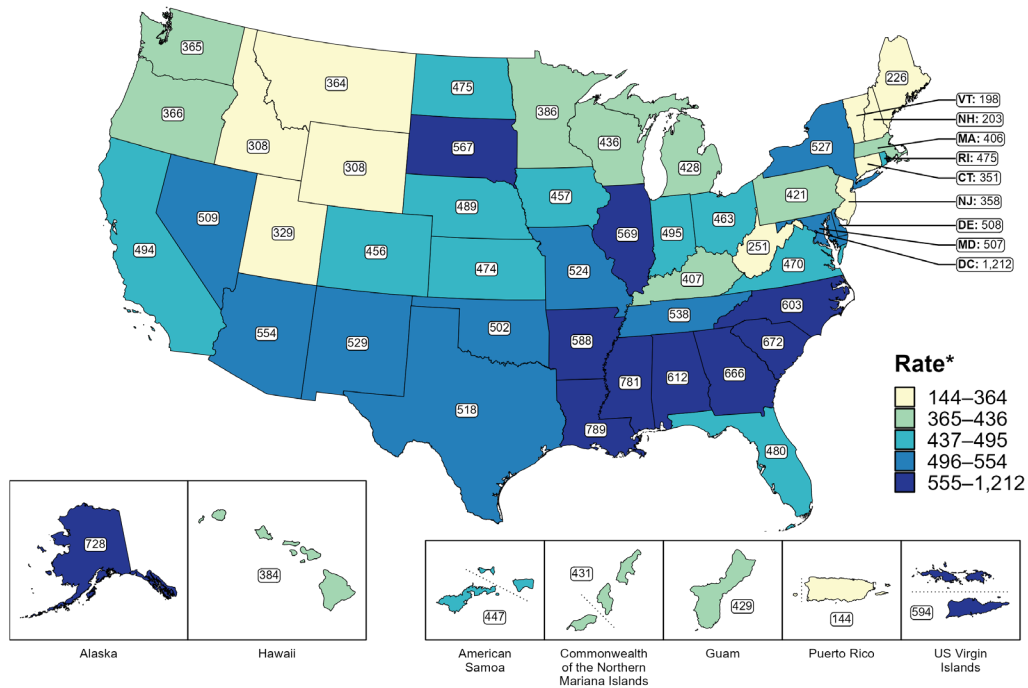 365
366
364
308
308
475
567
386
436
428
226
VT: 198
NH: 203
MA: 406
RI: 475
CT: 351
NJ: 358
DE: 508
MD: 507
DC: 1,212
527
421
494
509
329
456
489
474
457
524
569
495
463
251
470
407
538
603
672
554
529
502
518
588
781
612
666
789
480
Rate*
144–364
365–436
437–495
496–554
555–1,212
728
384
447
431
429
144
594
Alaska
Hawaii
American
Samoa
Commonwealth
of the Northern
Mariana Islands
Guam
Puerto Rico
US Virgin
Islands